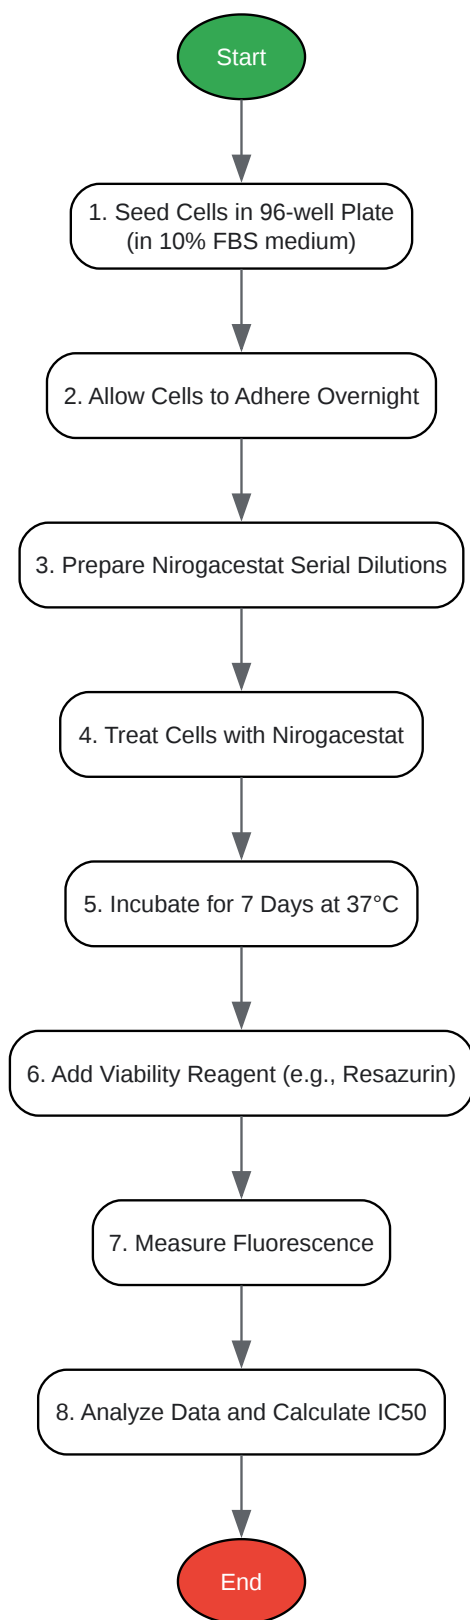 Start
1. Seed Cells in 96-well Plate
(in 10% FBS medium)
2. Allow Cells to Adhere Overnight
3. Prepare Nirogacestat Serial Dilutions
4. Treat Cells with Nirogacestat
5. Incubate for 7 Days at 37°C
6. Add Viability Reagent (e.g., Resazurin)
7. Measure Fluorescence
8. Analyze Data and Calculate IC50
End